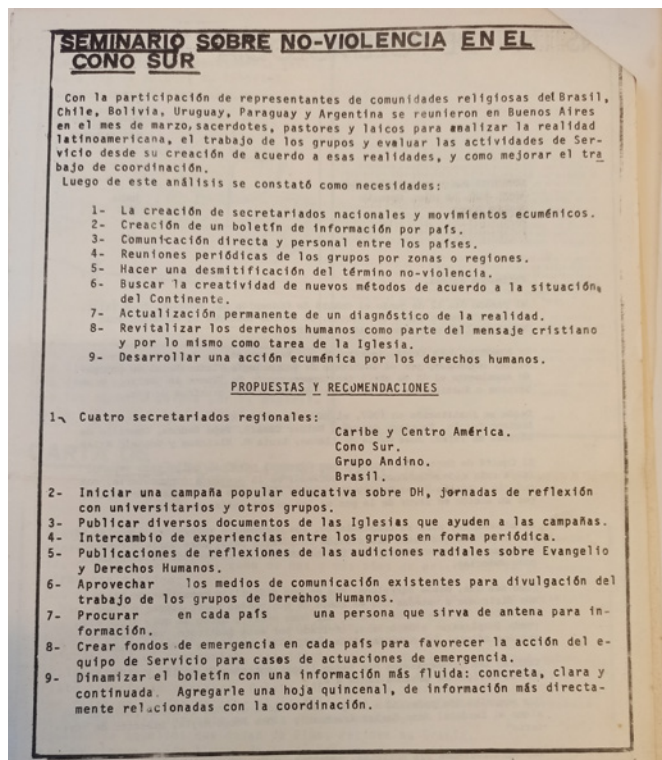 SEMINARIO SOBRE NO-VIOLENCIA EN EL
CONO SUR
Con la participación de representantes de comunidades religiosas del Brasil,
Chile, Bolivia, Uruguay, Paraguay y Argentina se reunieron en Buenos Aires
en el mes de marzo, sacerdotes, pastores y laicos para analizar la realidad
latinoamericana, el trabajo de los grupos y evaluar las actividades de Ser-
vicio desde su creación de acuerdo a esas realidades, y como mejorar el tra
bajo de coordinación.
Luego de este análisis se constató como necesidades:
1- La creación de secretariados nacionales y movimientos ecuménicos.
2- Creación de un boletín de información por país.
3- Comunicación directa y personal entre los países.
4- Reuniones periódicas de los grupos por zonas o regiones.
5- Hacer una desmitificación del término no-violencia.
6- Buscar la creatividad de nuevos métodos de acuerdo a la situación,
del Continente.
7- Actualización permanente de un diagnóstico de la realidad.
8- Revitalizar los derechos humanos como parte del mensaje cristiano
y por lo mismo como tarea de la Iglesia.
9- Desarrollar una acción ecuménica por los derechos humanos.
PROPUESTAS Y RECOMENDACIONES
1- Cuatro secretariados regionales:
Caribe y Centro América.
Cono Sur.
Grupo Andino.
Brasil.
2- Iniciar una campaña popular educativa sobre DH, jornadas de reflexión
con universitarios y otros grupos.
3- Publicar diversos documentos de las Iglesias que ayuden a las campañas.
4- Intercambio de experiencias entre los grupos en forma periódica.
5- Publicaciones de reflexiones de las audiciones radiales sobre Evangelio
y Derechos Humanos.
6- Aprovechar los medios de comunicación existentes para divulgación del
trabajo de los grupos de Derechos Humanos.
7- Procurar en cada país una persona que sirva de antena para in-
formación.
8- Crear fondos de emergencia en cada país para favorecer la acción del e-
quipo de Servicio para casos de actuaciones de emergencia.
9- Dinamizar el boletín con una información más fluida: concreta, clara y
continuada. Agregarle una hoja quincenal, de información más directa-
mente relacionadas con la coordinación.